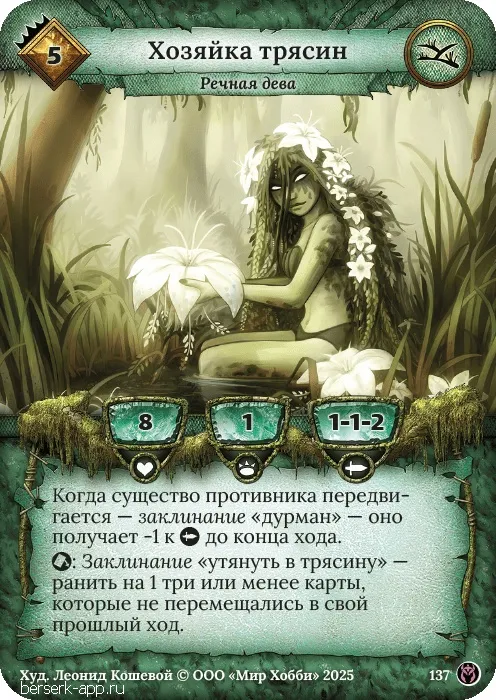 5
Хозяйка трясин
Речная дева
8
1
1-1-2
Когда существо противника передви-
гается — заклинание «дурман» — оно
получает -1 к до конца хода.
: Заклинание «утянуть в трясину» —
ранить на 1 три или менее карты,
которые не перемещались в свой
прошлый ход.
Худ. Леонид Кошевой © ООО «Мир Хобби» 2025
137
berserk-app.ru